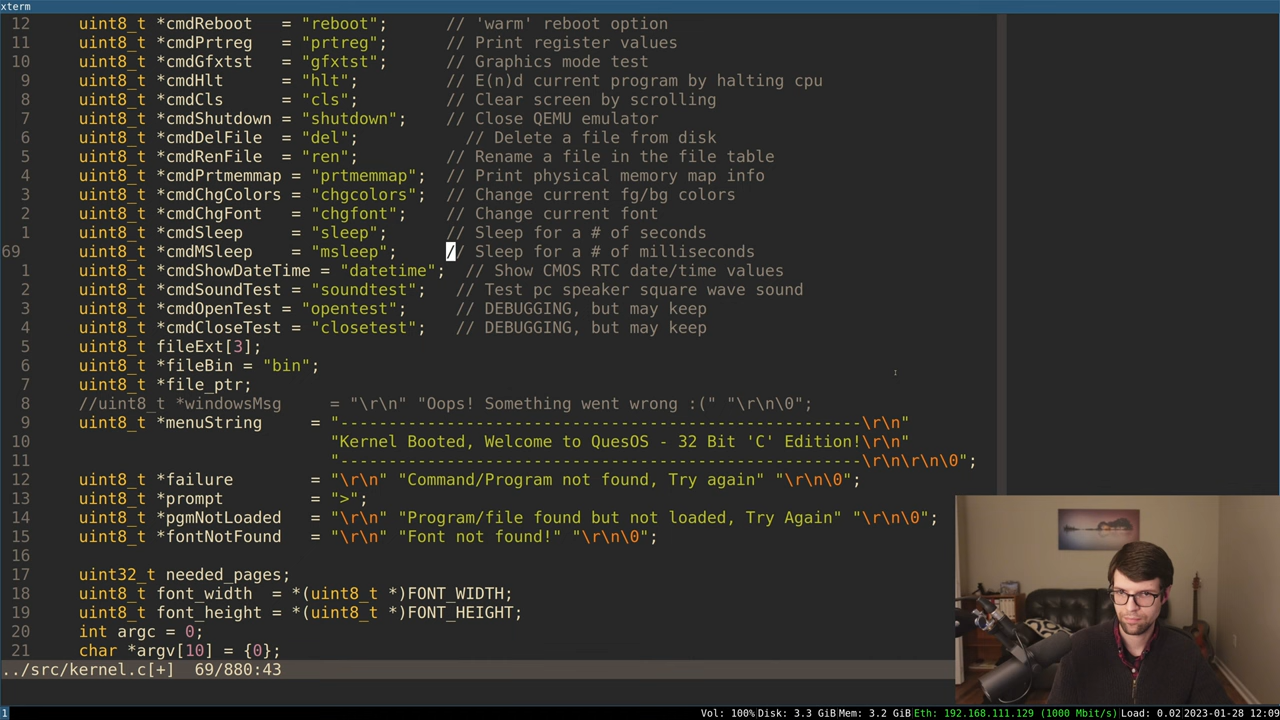 xterm
12 uint8_t *cmdReboot = "reboot"; // 'warm' reboot option
11 uint8_t *cmdPrtreg = "prtreg"; // Print register values
10 uint8_t *cmdGfxtst = "gfxtst"; // Graphics mode test
9 uint8_t *cmdHlt = "hlt"; // E(n)d current program by halting cpu
8 uint8_t *cmdCls = "cls"; // Clear screen by scrolling
7 uint8_t *cmdShutdown = "shutdown"; // Close QEMU emulator
6 uint8_t *cmdDelFile = "del"; // Delete a file from disk
5 uint8_t *cmdRenFile = "ren"; // Rename a file in the file table
4 uint8_t *cmdPrtmemmap = "prtmemmap"; // Print physical memory map info
3 uint8_t *cmdChgColors = "chgcolors"; // Change current fg/bg colors
2 uint8_t *cmdChgFont = "chgfont"; // Change current font
1 uint8_t *cmdSleep = "sleep"; // Sleep for a # of seconds
69 uint8_t *cmdMSleep = "msleep"; // Sleep for a # of milliseconds
1 uint8_t *cmdShowDateTime = "datetime"; // Show CMOS RTC date/time values
2 uint8_t *cmdSoundTest = "soundtest"; // Test pc speaker square wave sound
3 uint8_t *cmdOpenTest = "opentest"; // DEBUGGING, but may keep
4 uint8_t *cmdCloseTest = "closetest"; // DEBUGGING, but may keep
5 uint8_t fileExt[3];
6 uint8_t *fileBin = "bin";
7 uint8_t *file_ptr;
8 //uint8_t *windowsMsg = "\r\n" "Oops! Something went wrong :(" "\r\n\0";
9 uint8_t *menuString = "------------------------------------------------------\r\n"
10 "Kernel Booted, Welcome to QuesOS - 32 Bit 'C' Edition!\r\n"
11 "------------------------------------------------------\r\n\r\n\0";
12 uint8_t *failure = "\r\n" "Command/Program not found, Try again" "\r\n\0";
13 uint8_t *prompt = ">";
14 uint8_t *pgmNotLoaded = "\r\n" "Program/file found but not loaded, Try Again" "\r\n\0";
15 uint8_t *fontNotFound = "\r\n" "Font not found!" "\r\n\0";
16
17 uint32_t needed_pages;
18 uint8_t font_width = *(uint8_t *)FONT_WIDTH;
19 uint8_t font_height = *(uint8_t *)FONT_HEIGHT;
20 int argc = 0;
21 char *argv[10] = {0};
../src/kernel.c[+] 69/880:43
1 Vol: 100% Disk: 3.3 GiB Mem: 3.2 GiB Eth: 192.168.111.129 (1000 Mbit/s) Load: 0.02 2023-01-28 12:09